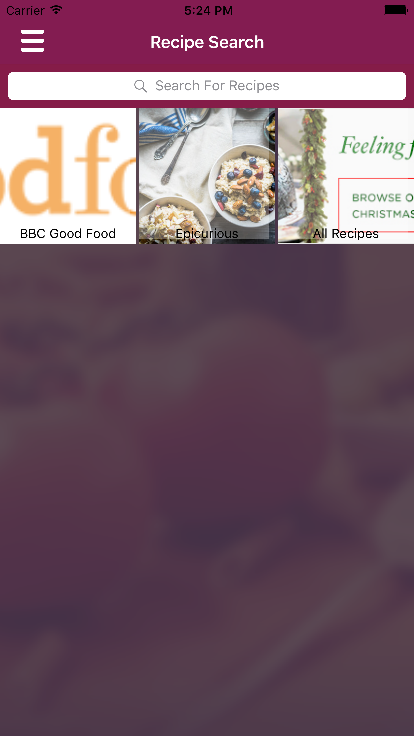 Carrier 5:24 PM
Recipe Search
Search For Recipes
odfo
Feeling f
BROWSE O
CHRISTMAS
BBC Good Food
Epicurious
All Recipes